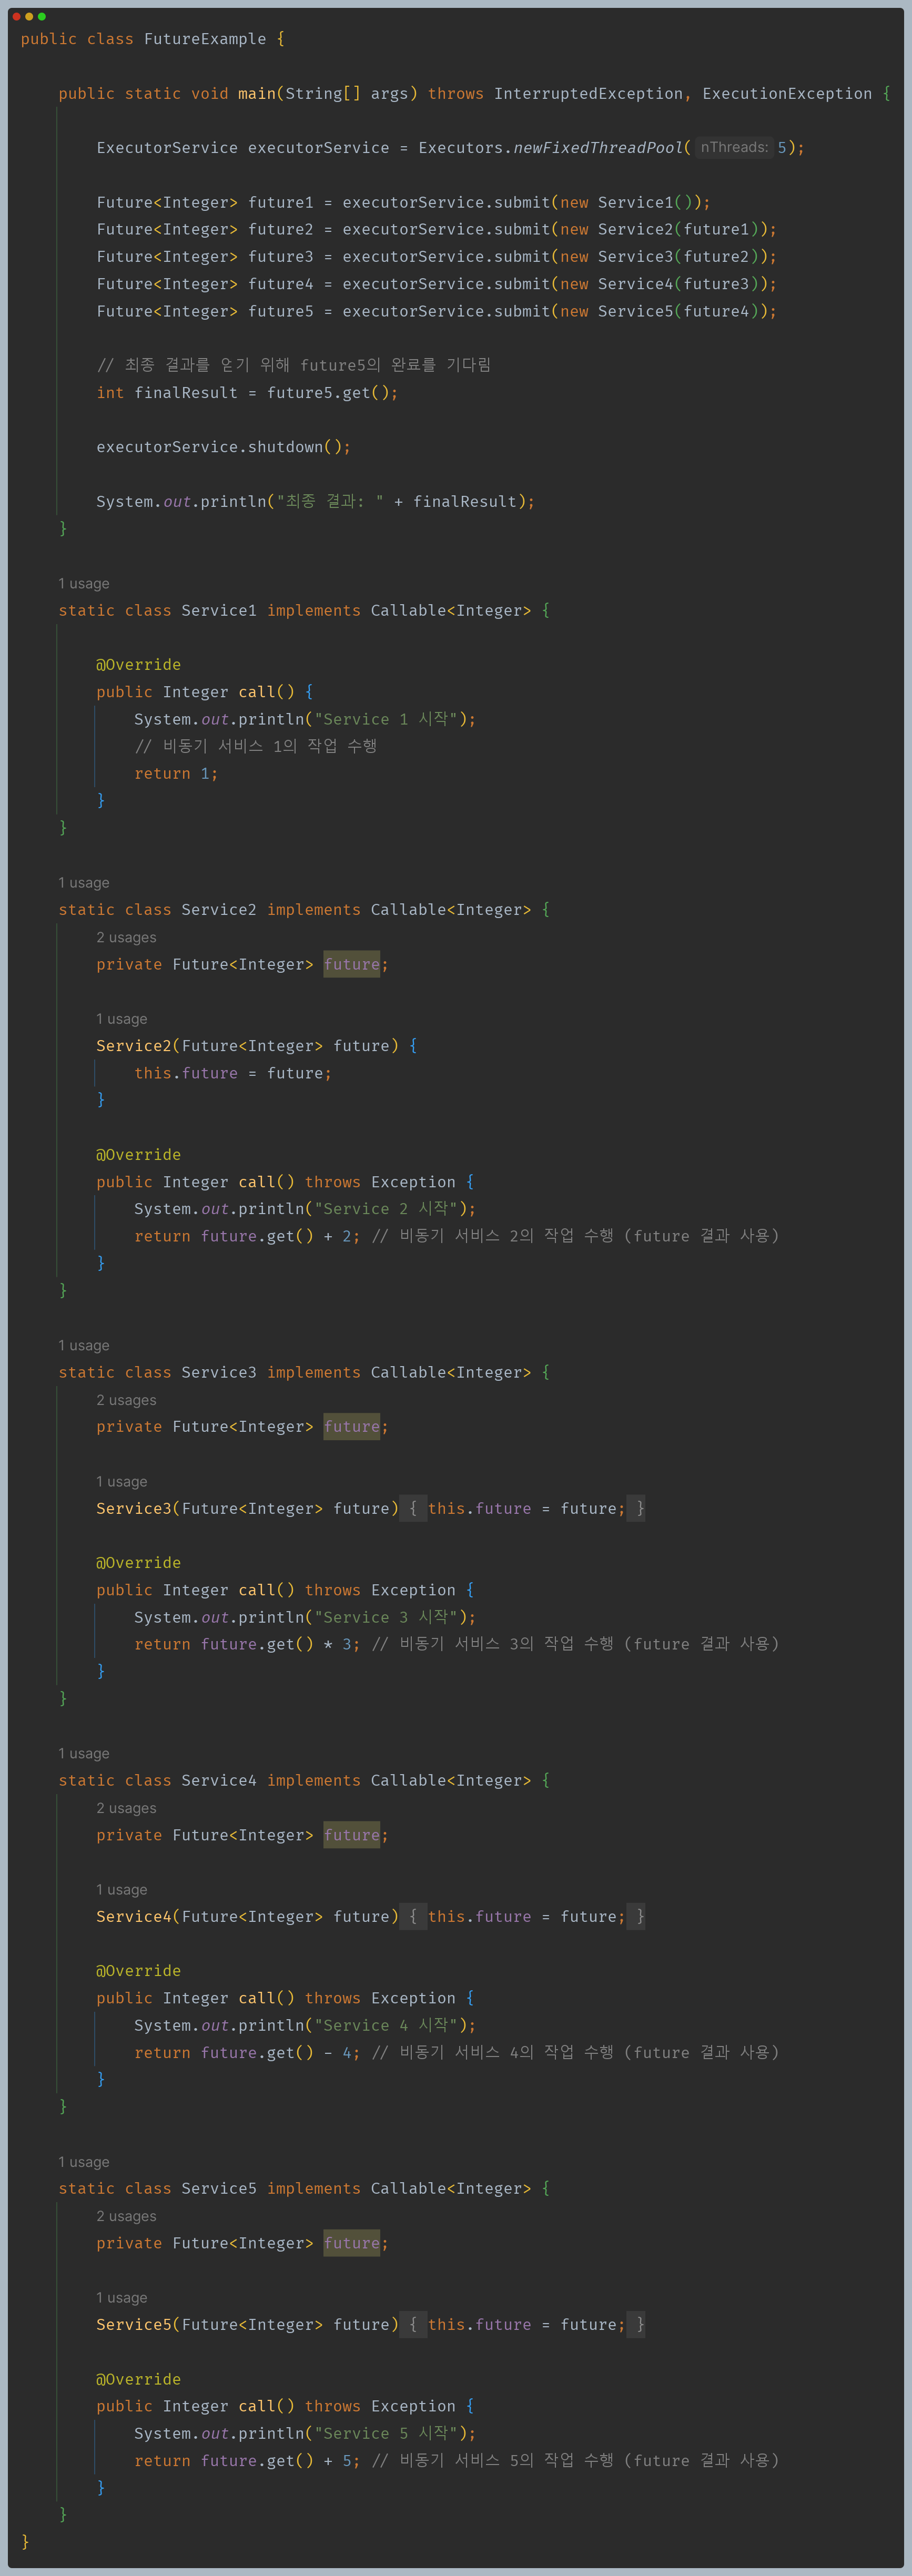 public class FutureExample {
public static void main(String[] args) throws InterruptedException, ExecutionException {
ExecutorService executorService = Executors.newFixedThreadPool( nThreads: 5);
Future<Integer> future1 = executorService.submit(new Service1());
Future<Integer> future2 = executorService.submit(new Service2(future1));
Future<Integer> future3 = executorService.submit(new Service3(future2));
Future<Integer> future4 = executorService.submit(new Service4(future3));
Future<Integer> future5 = executorService.submit(new Service5(future4));
// 최종 결과를 얻기 위해 future5의 완료를 기다림
int finalResult = future5.get();
executorService.shutdown();
System.out.println("최종 결과: " + finalResult);
}
1 usage
static class Service1 implements Callable<Integer> {
@Override
public Integer call() {
System.out.println("Service 1 시작");
// 비동기 서비스 1의 작업 수행
return 1;
}
}
1 usage
static class Service2 implements Callable<Integer> {
2 usages
private Future<Integer> future;
1 usage
Service2(Future<Integer> future) {
this.future = future;
}
@Override
public Integer call() throws Exception {
System.out.println("Service 2 시작");
return future.get() + 2; // 비동기 서비스 2의 작업 수행 (future 결과 사용)
}
}
1 usage
static class Service3 implements Callable<Integer> {
2 usages
private Future<Integer> future;
1 usage
Service3(Future<Integer> future) { this.future = future; }
@Override
public Integer call() throws Exception {
System.out.println("Service 3 시작");
return future.get() * 3; // 비동기 서비스 3의 작업 수행 (future 결과 사용)
}
}
1 usage
static class Service4 implements Callable<Integer> {
2 usages
private Future<Integer> future;
1 usage
Service4(Future<Integer> future) { this.future = future; }
@Override
public Integer call() throws Exception {
System.out.println("Service 4 시작");
return future.get() - 4; // 비동기 서비스 4의 작업 수행 (future 결과 사용)
}
}
1 usage
static class Service5 implements Callable<Integer> {
2 usages
private Future<Integer> future;
1 usage
Service5(Future<Integer> future) { this.future = future; }
@Override
public Integer call() throws Exception {
System.out.println("Service 5 시작");
return future.get() + 5; // 비동기 서비스 5의 작업 수행 (future 결과 사용)
}
}
}